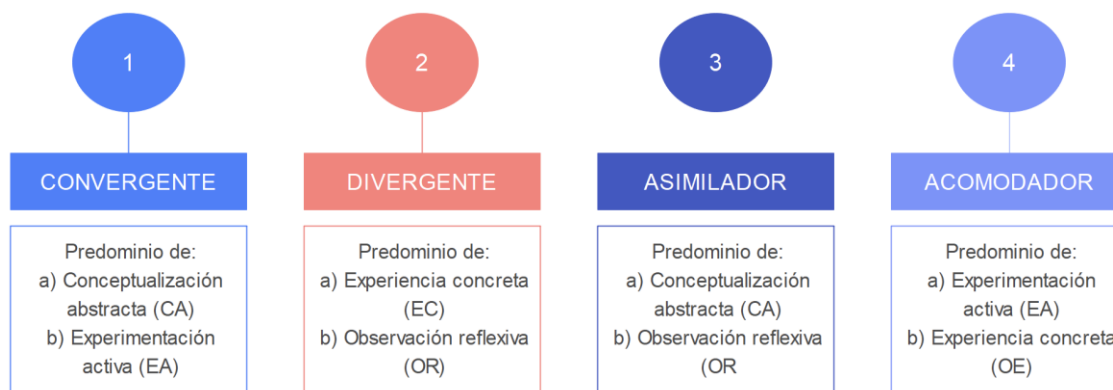 1
CONVERGENTE
Predominio de:
a) Conceptualización
abstracta (CA)
b) Experimentación
activa (EA)
2
DIVERGENTE
Predominio de:
a) Experiencia concreta
(EC)
b) Observación reflexiva
(OR)
3
ASIMILADOR
Predominio de:
a) Conceptualización
abstracta (CA)
b) Observación reflexiva
(OR
4
ACOMODADOR
Predominio de:
a) Experimentación
activa (EA)
b) Experiencia concreta
(OE)